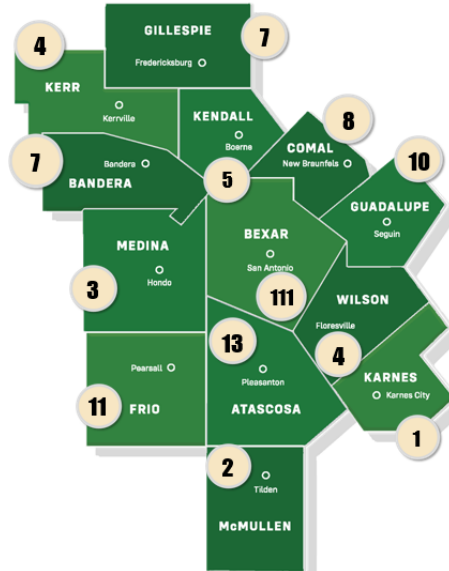 GILLESPIE
7
Fredericksburg
4
KERR
Kerrville
KENDALL
Boerne
COMAL
8
New Braunfels
7
Bandera
BANDERA
5
10
GUADALUPE
Seguin
MEDINA
Hondo
3
BEXAR
San Antonio
111
WILSON
Floresville
4
13
Pleasanton
ATASCOSA
Pearsall
11
FRIO
KARNES
Karnes City
1
2
Tilden
McMULLEN